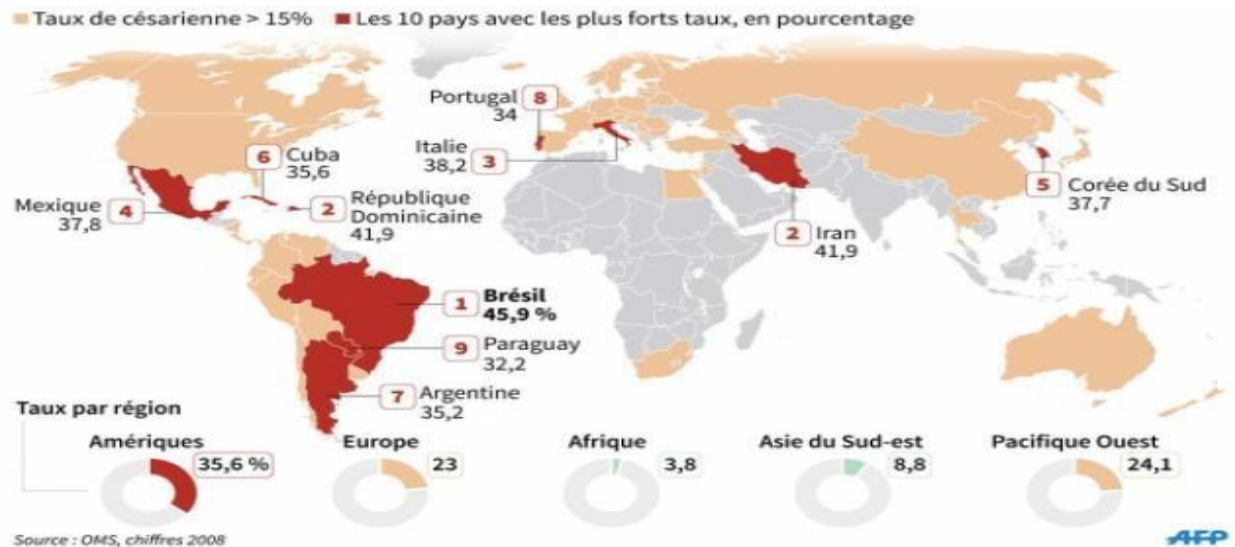 Taux de césarienne > 15%
Les 10 pays avec les plus forts taux, en pourcentage
Portugal 8
34
Italie
38,2 3
6 Cuba
35,6
Mexique 4
37,8
2 République
Dominicaine
41,9
5 Corée du Sud
37,7
2 Iran
41,9
1 Brésil
45,9 %
9 Paraguay
32,2
7 Argentine
35,2
Taux par région
Amériques
35,6 %
Europe
23
Afrique
3,8
Asie du Sud-est
8,8
Pacifique Ouest
24,1
Source : OMS, chiffres 2008
AFP